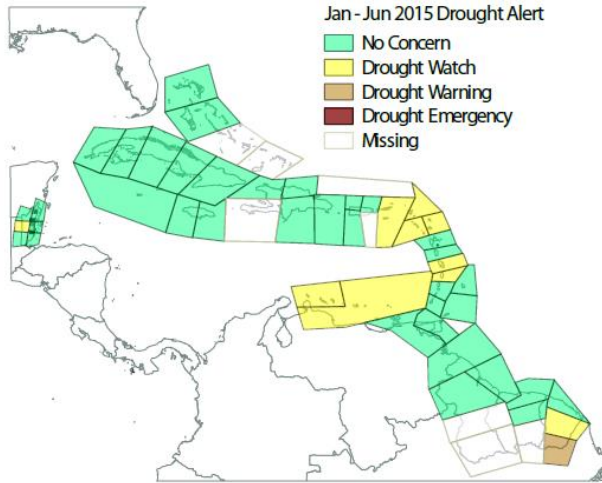 Jan - Jun 2015 Drought Alert
No Concern
Drought Watch
Drought Warning
Drought Emergency
Missing